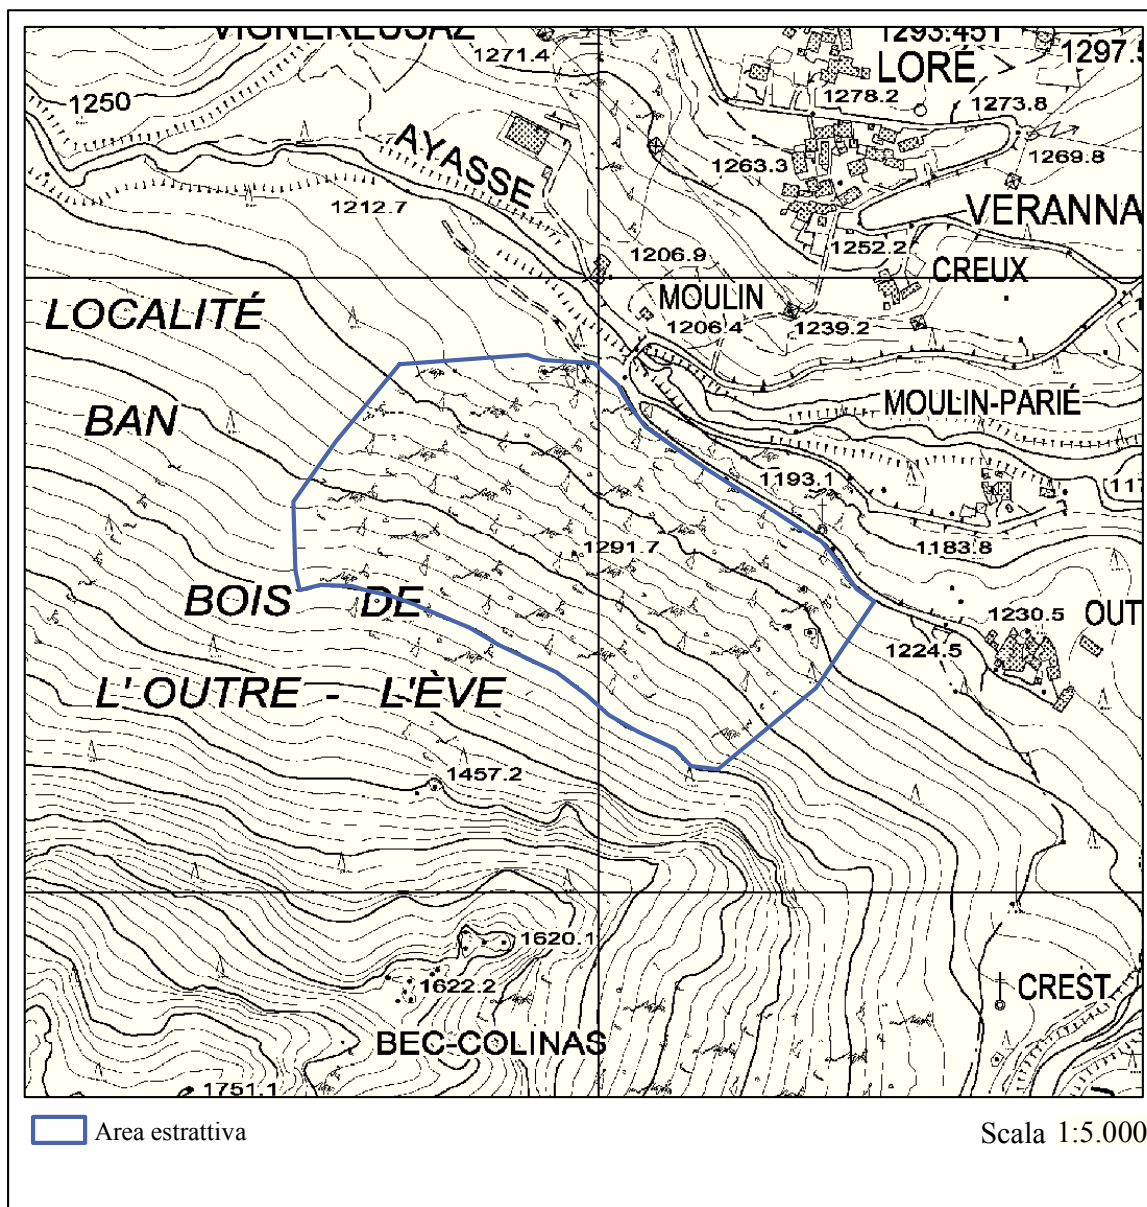 VIGNEREUSAZ
1271.4
1293.451
LORÉ
1297.5
1250
1278.2
1273.8
AYASSE
1263.3
1269.8
1212.7
VERANNA
1252.2
1206.9
CREUX
MOULIN
LOCALITÉ
1206.4
1239.2
BAN
MOULIN-PARIÉ
1193.1
117
1291.7
1183.8
BOIS DE
1230.5
OUT
1224.5
L'OUTRE - L'ÈVE
1457.2
1620.1
1622.2
CREST
BEC-COLINAS
1751.1
Area estrattiva
Scala 1:5.000